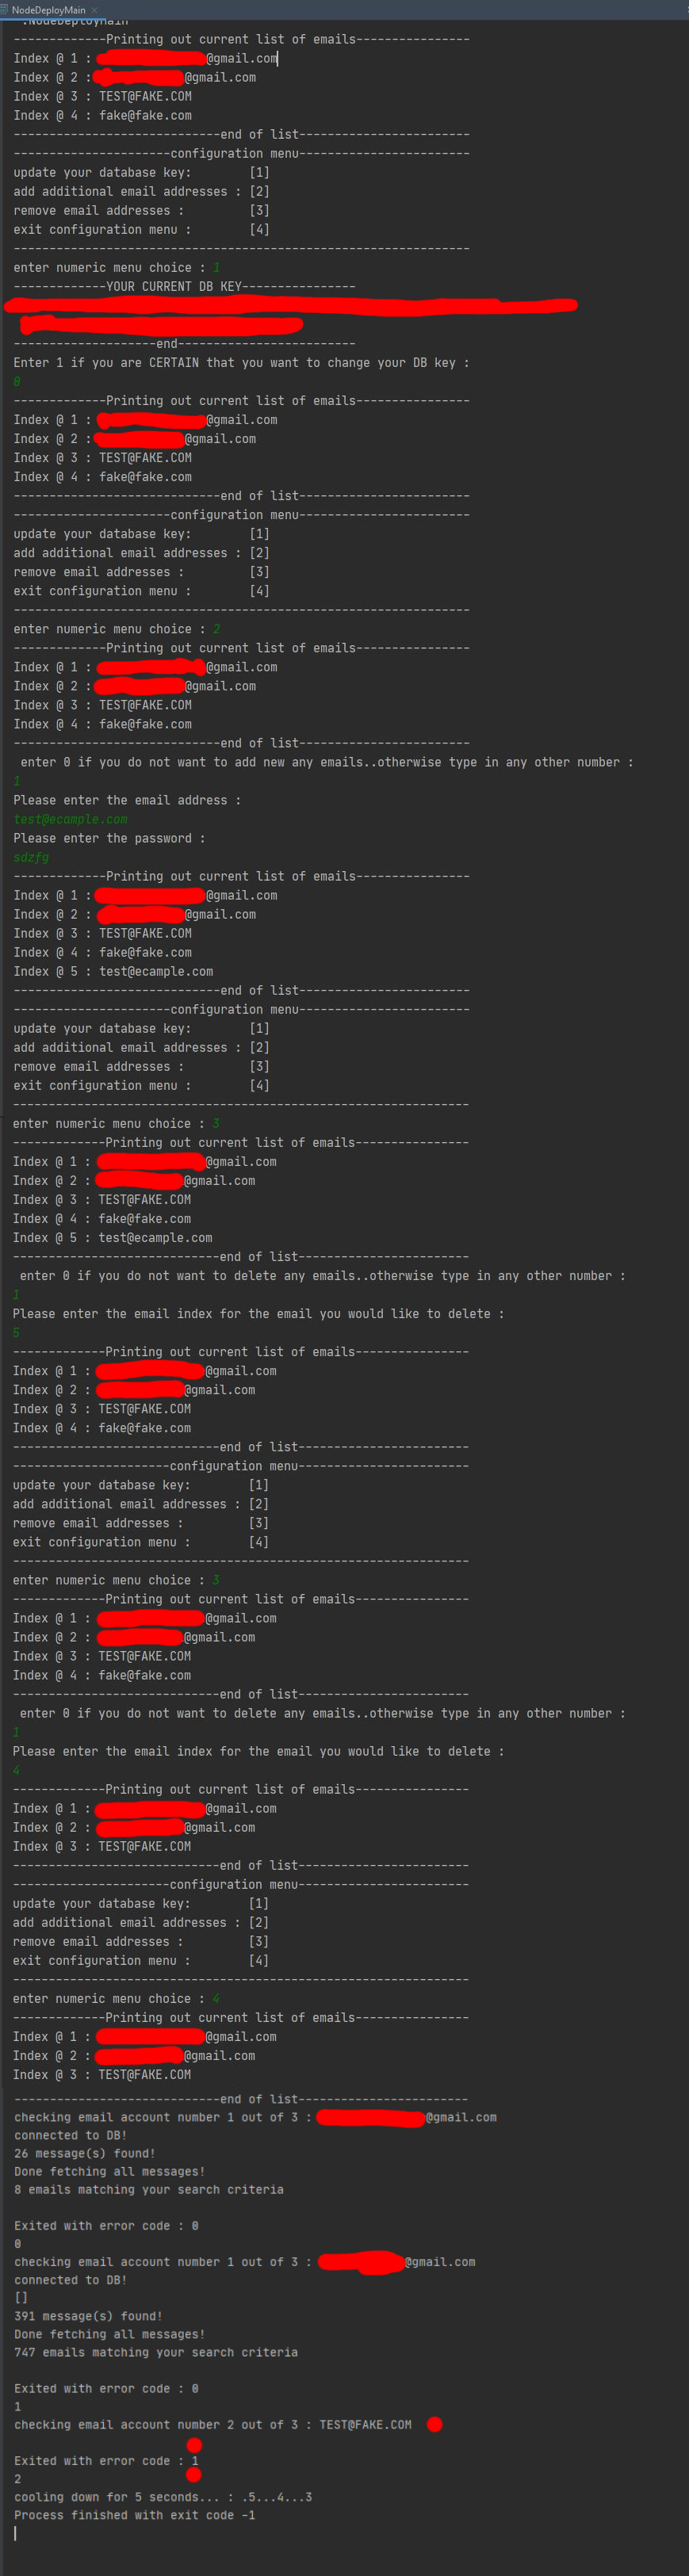 NodeDeployMain
.NodeDeployMain
-------------Printing out current list of emails----------------
Index @ 1 : @gmail.com
Index @ 2 : @gmail.com
Index @ 3 : TEST@FAKE.COM
Index @ 4 : fake@fake.com
-----------------------------end of list------------------------
----------------------configuration menu------------------------
update your database key:        [1]
add additional email addresses : [2]
remove email addresses :         [3]
exit configuration menu :        [4]
----------------------------------------------------------------
enter numeric menu choice : 1
-------------YOUR CURRENT DB KEY----------------
--------------------end-------------------------
Enter 1 if you are CERTAIN that you want to change your DB key :
0
-------------Printing out current list of emails----------------
Index @ 1 : @gmail.com
Index @ 2 : @gmail.com
Index @ 3 : TEST@FAKE.COM
Index @ 4 : fake@fake.com
-----------------------------end of list------------------------
----------------------configuration menu------------------------
update your database key:        [1]
add additional email addresses : [2]
remove email addresses :         [3]
exit configuration menu :        [4]
----------------------------------------------------------------
enter numeric menu choice : 2
-------------Printing out current list of emails----------------
Index @ 1 : @gmail.com
Index @ 2 : @gmail.com
Index @ 3 : TEST@FAKE.COM
Index @ 4 : fake@fake.com
-----------------------------end of list------------------------
 enter 0 if you do not want to add new any emails..otherwise type in any other number :
1
Please enter the email address :
test@ecample.com
Please enter the password :
sdzfg
-------------Printing out current list of emails----------------
Index @ 1 : @gmail.com
Index @ 2 : @gmail.com
Index @ 3 : TEST@FAKE.COM
Index @ 4 : fake@fake.com
Index @ 5 : test@ecample.com
-----------------------------end of list------------------------
----------------------configuration menu------------------------
update your database key:        [1]
add additional email addresses : [2]
remove email addresses :         [3]
exit configuration menu :        [4]
----------------------------------------------------------------
enter numeric menu choice : 3
-------------Printing out current list of emails----------------
Index @ 1 : @gmail.com
Index @ 2 : @gmail.com
Index @ 3 : TEST@FAKE.COM
Index @ 4 : fake@fake.com
Index @ 5 : test@ecample.com
-----------------------------end of list------------------------
 enter 0 if you do not want to delete any emails..otherwise type in any other number :
1
Please enter the email index for the email you would like to delete :
5
-------------Printing out current list of emails----------------
Index @ 1 : @gmail.com
Index @ 2 : @gmail.com
Index @ 3 : TEST@FAKE.COM
Index @ 4 : fake@fake.com
-----------------------------end of list------------------------
----------------------configuration menu------------------------
update your database key:        [1]
add additional email addresses : [2]
remove email addresses :         [3]
exit configuration menu :        [4]
----------------------------------------------------------------
enter numeric menu choice : 3
-------------Printing out current list of emails----------------
Index @ 1 : @gmail.com
Index @ 2 : @gmail.com
Index @ 3 : TEST@FAKE.COM
Index @ 4 : fake@fake.com
-----------------------------end of list------------------------
 enter 0 if you do not want to delete any emails..otherwise type in any other number :
1
Please enter the email index for the email you would like to delete :
4
-------------Printing out current list of emails----------------
Index @ 1 : @gmail.com
Index @ 2 : @gmail.com
Index @ 3 : TEST@FAKE.COM
-----------------------------end of list------------------------
----------------------configuration menu------------------------
update your database key:        [1]
add additional email addresses : [2]
remove email addresses :         [3]
exit configuration menu :        [4]
----------------------------------------------------------------
enter numeric menu choice : 4
-------------Printing out current list of emails----------------
Index @ 1 : @gmail.com
Index @ 2 : @gmail.com
Index @ 3 : TEST@FAKE.COM
-----------------------------end of list------------------------
checking email account number 1 out of 3 : @gmail.com
connected to DB!
26 message(s) found!
Done fetching all messages!
8 emails matching your search criteria
Exited with error code : 0
0
checking email account number 1 out of 3 : @gmail.com
connected to DB!
[]
391 message(s) found!
Done fetching all messages!
747 emails matching your search criteria
Exited with error code : 0
1
checking email account number 2 out of 3 : TEST@FAKE.COM
Exited with error code : 1
2
cooling down for 5 seconds... : .5...4...3
Process finished with exit code -1